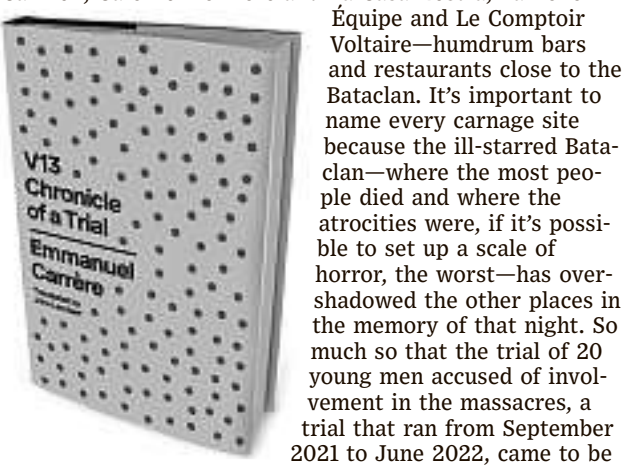 Équipe and Le Comptoir
Voltaire—humdrum bars
and restaurants close to the
Bataclan. It's important to
name every carnage site
because the ill-starred Bata-
clan—where the most peo-
ple died and where the
atrocities were, if it's possi-
ble to set up a scale of
horror, the worst—has over-
shadowed the other places in
the memory of that night. So
much so that the trial of 20
young men accused of invol-
vement in the massacres, a
trial that ran from September
2021 to June 2022, came to be
V13
Chronicle
of a Trial
Emmanuel
Carrère